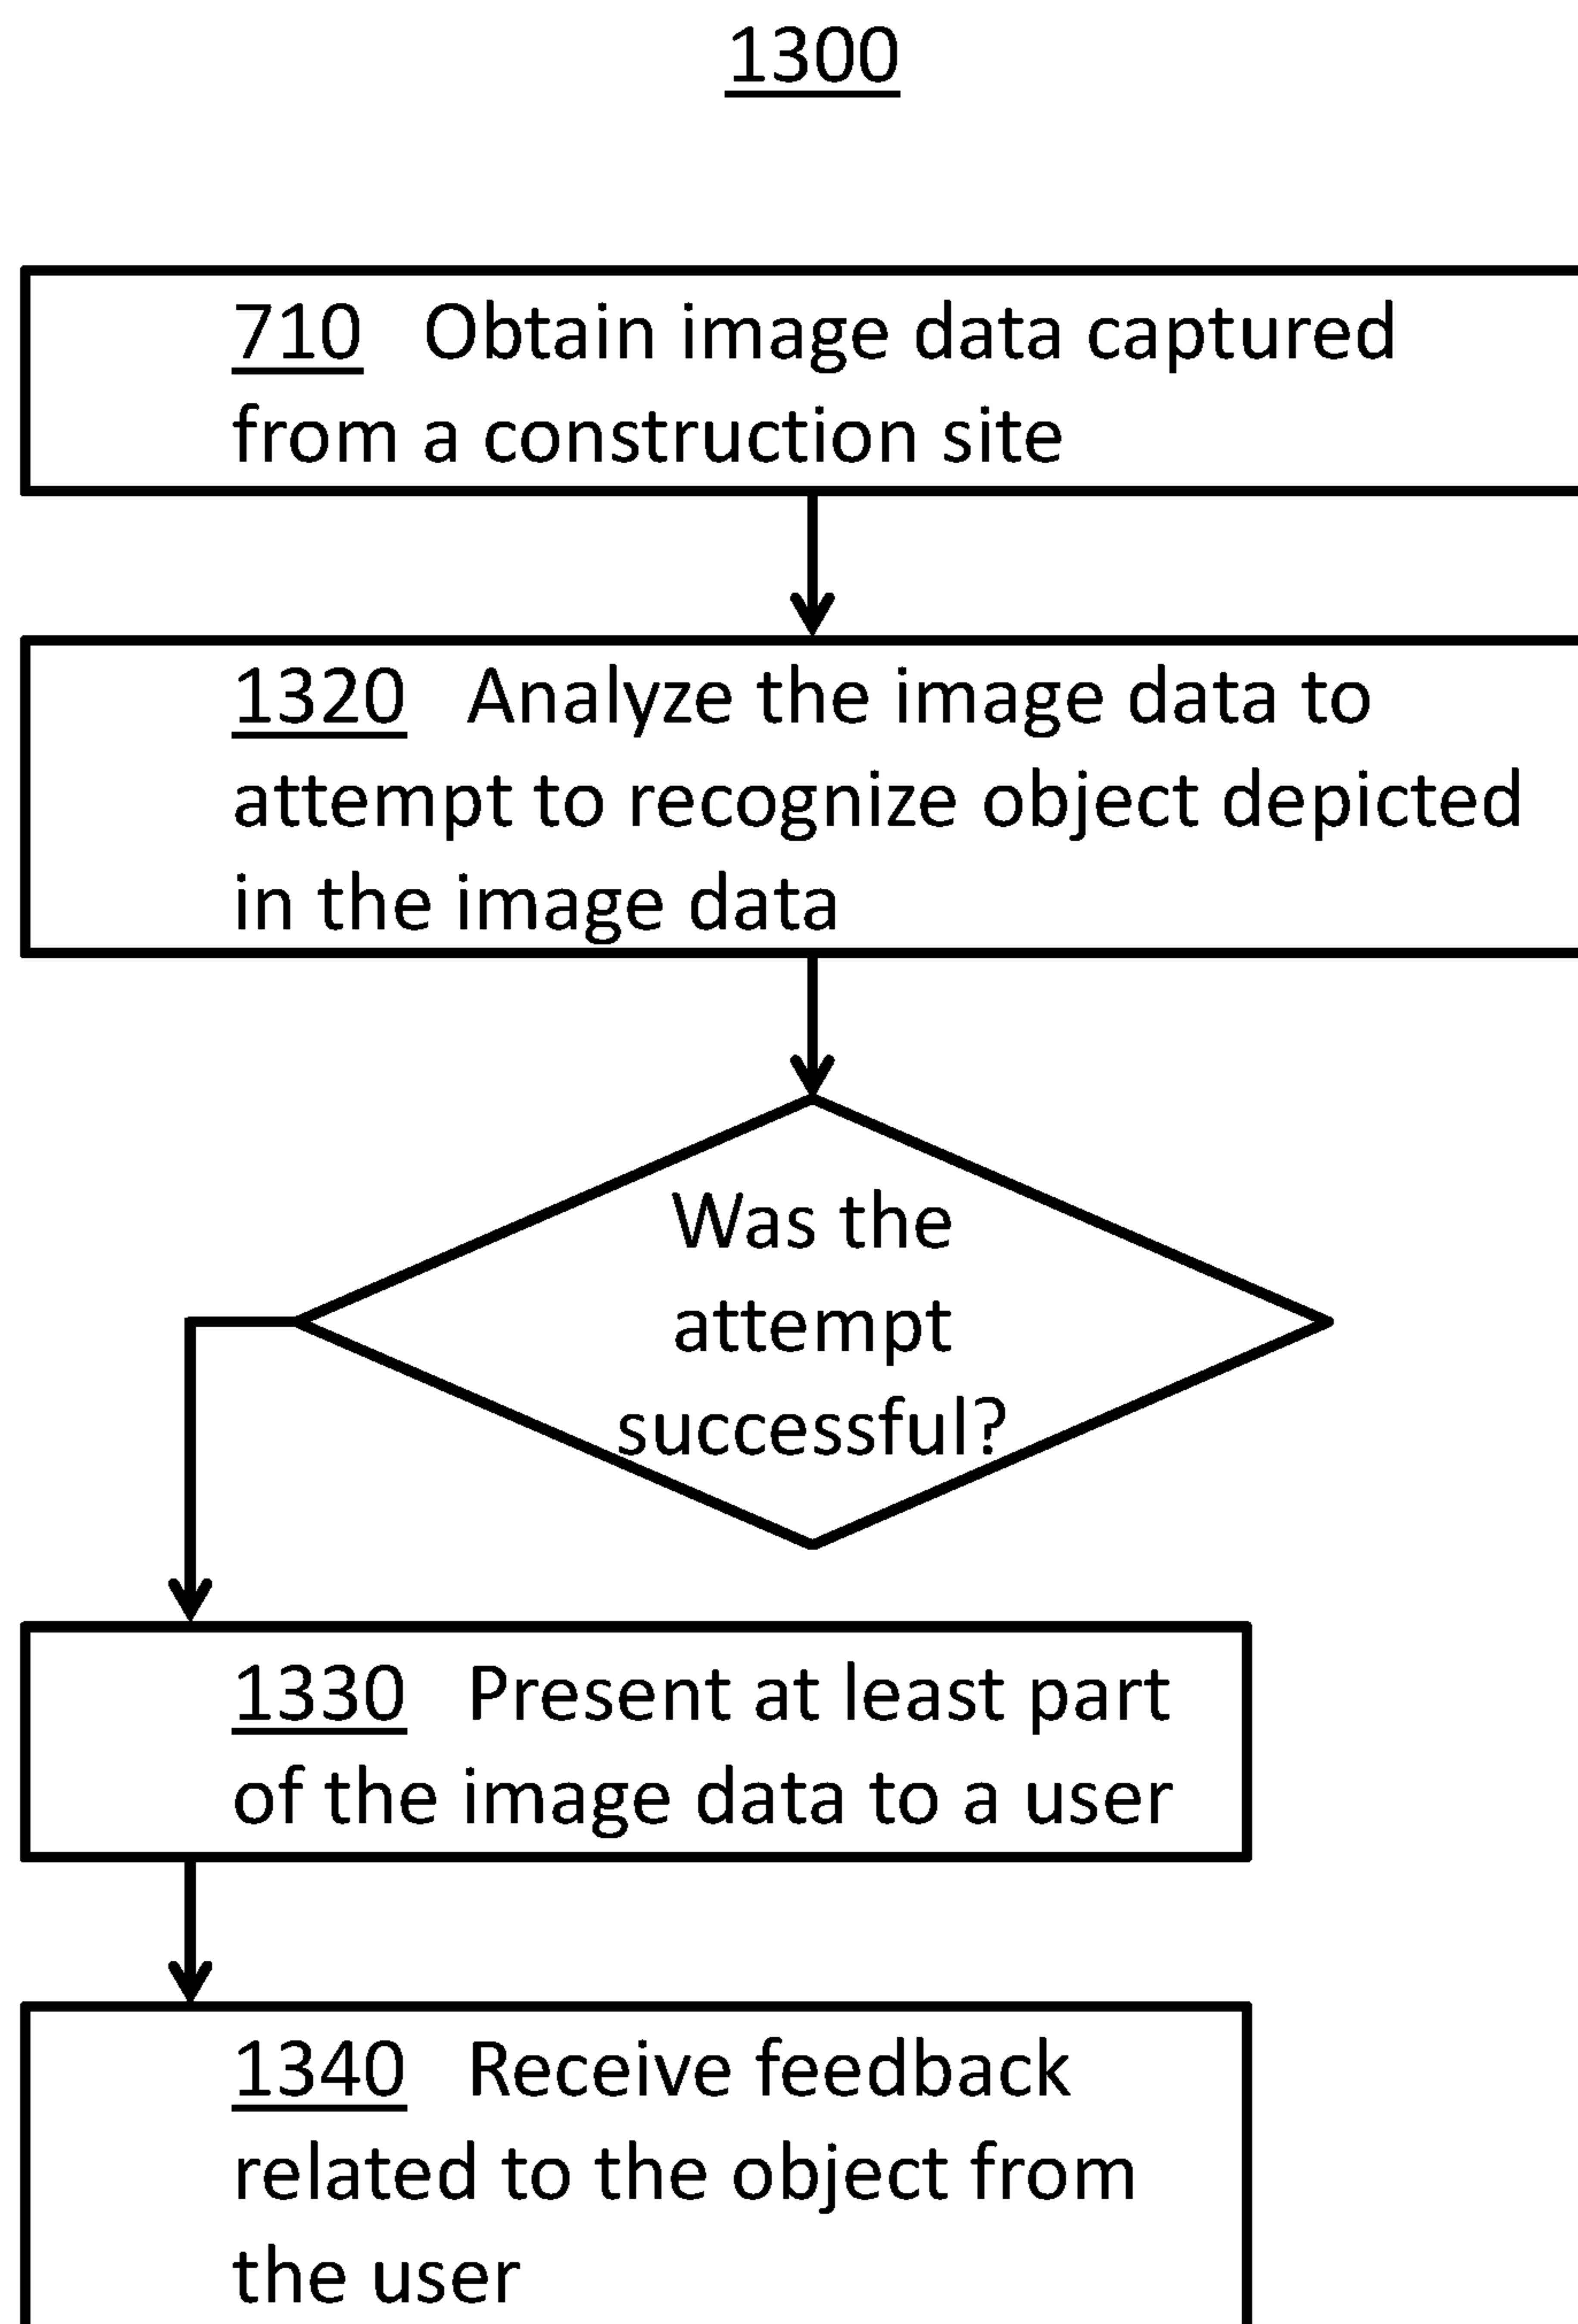 1300
710 Obtain image data captured
from a construction site
1320 Analyze the image data to
attempt to recognize object depicted
in the image data
Was the
attempt
successful?
1330 Present at least part
of the image data to a user
1340 Receive feedback
related to the object from
the user